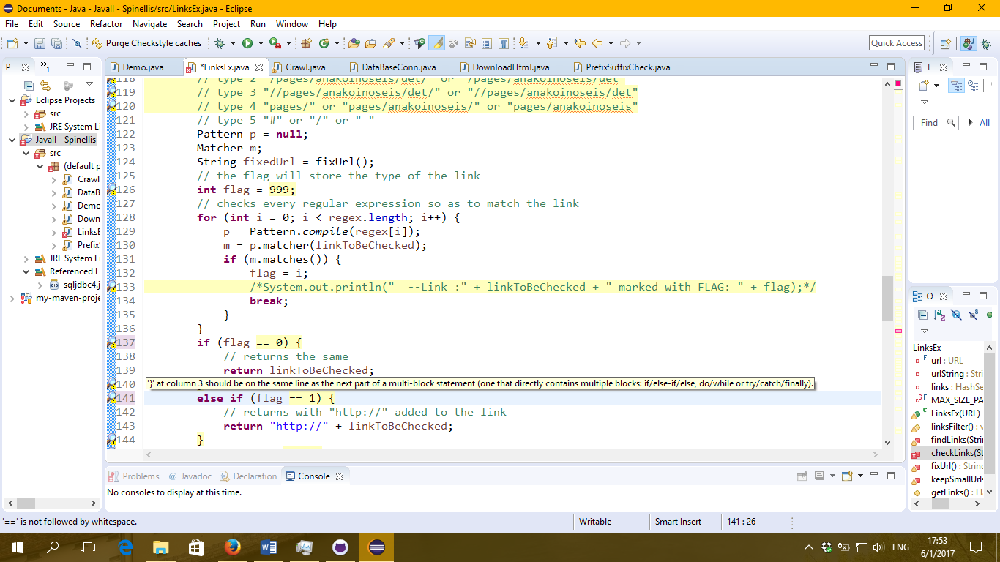 Documents - Java - JavaII - Spinellis/src/LinksEx.java - Eclipse
File Edit Source Refactor Navigate Search Project Run Window Help
Purge Checkstyle caches
Quick Access
P
Demo.java *LinksEx.java Crawl.java DataBaseConn.java DownloadHtml.java PrefixSuffixCheck.java
T
Eclipse Projects
src
JRE System L
JavaII - Spinellis
src
(default p
Crawl
DataB
Demo
Down
LinksE
Prefix
JRE System L
Referenced L
sqljdbc4.j
my-maven-proje
118 // type 2 "/pages/anakoinoseis/det/" or "/pages/anakoinoseis/det"
119 // type 3 "//pages/anakoinoseis/det/" or "//pages/anakoinoseis/det"
120 // type 4 "pages/" or "pages/anakoinoseis/" or "pages/anakoinoseis"
121 // type 5 "#" or "/" or " "
122 Pattern p = null;
123 Matcher m;
124 String fixedUrl = fixUrl();
125 // the flag will store the type of the link
126 int flag = 999;
127 // checks every regular expression so as to match the link
128 for (int i = 0; i < regex.length; i++) {
129 p = Pattern.compile(regex[i]);
130 m = p.matcher(linkToBeChecked);
131 if (m.matches()) {
132 flag = i;
133 /*System.out.println("  --Link :" + linkToBeChecked + " marked with FLAG: " + flag);*/
134 break;
135 }
136 }
137 if (flag == 0) {
138 // returns the same
139 return linkToBeChecked;
140
'}' at column 3 should be on the same line as the next part of a multi-block statement (one that directly contains multiple blocks: if/else-if/else, do/while or try/catch/finally).
141 else if (flag == 1) {
142 // returns with "http://" added to the link
143 return "http://" + linkToBeChecked;
144 }
Find All
O
LinksEx
url : URL
urlString : Stri
links : HashSe
MAX_SIZE_PA
LinksEx(URL)
linksFilter() : v
findLinks(Strin
checkLinks(St
fixUrl() : String
keepSmallUrls
getLinks() : H
Problems @ Javadoc Declaration Console
No consoles to display at this time.
'==' is not followed by whitespace.
Writable Smart Insert 141 : 26
ENG
17:53
6/1/2017